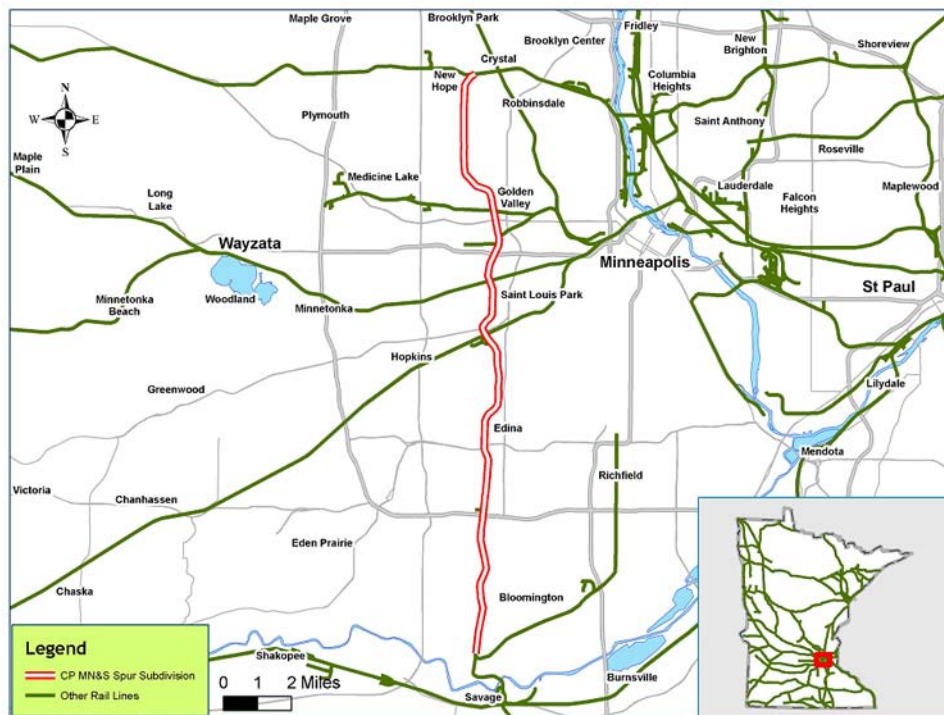 Maple Grove
Brooklyn Park
Fridley
Brooklyn Center
New
Brighton
Shoreview
Crystal
New
Hope
Columbia
Heights
Robbinsdale
Plymouth
Saint Anthony
Roseville
N
W
E
S
Maple
Plain
Medicine Lake
Long
Lake
Golden
Valley
Lauderdale
Falcon
Heights
Maplewood
Wayzata
Minneapolis
Woodland
Minnetonka
Beach
Minnetonka
Saint Louis Park
St Paul
Hopkins
Greenwood
Lilydale
Edina
Mendota
Richfield
Victoria
Chanhassen
Eden Prairie
Chaska
Bloomington
Shakopee
Savage
Burnsville
Legend
CP MN&S Spur Subdivision
Other Rail Lines
0 1 2 Miles